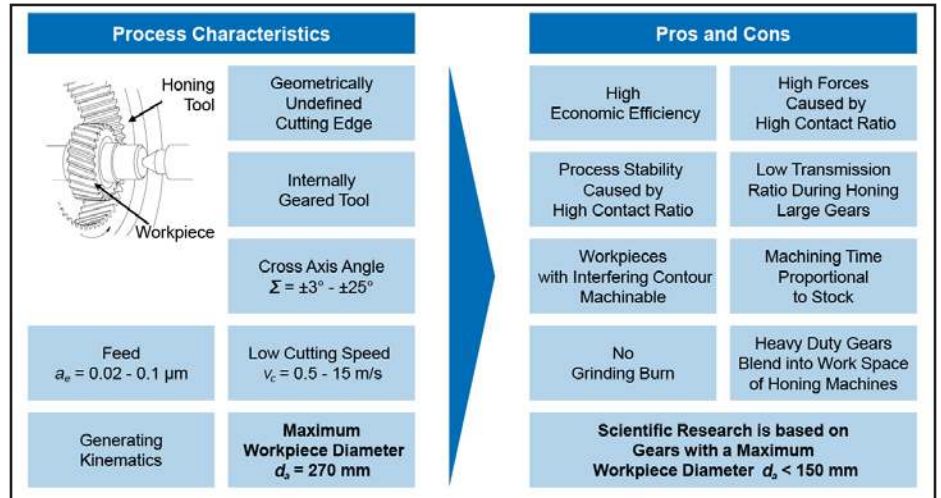 Process Characteristics
Honing
Tool
Workpiece
Geometrically
Undefined
Cutting Edge
Internally
Geared Tool
Cross Axis Angle
Σ = ±3° - ±25°
Feed
aₑ = 0.02 - 0.1 µm
Low Cutting Speed
v꜀ = 0.5 - 15 m/s
Generating
Kinematics
Maximum
Workpiece Diameter
dₐ = 270 mm
Pros and Cons
High
Economic Efficiency
High Forces
Caused by
High Contact Ratio
Process Stability
Caused by
High Contact Ratio
Low Transmission
Ratio During Honing
Large Gears
Workpieces
with Interfering Contour
Machinable
Machining Time
Proportional
to Stock
No
Grinding Burn
Heavy Duty Gears
Blend into Work Space
of Honing Machines
Scientific Research is based on
Gears with a Maximum
Workpiece Diameter dₐ < 150 mm